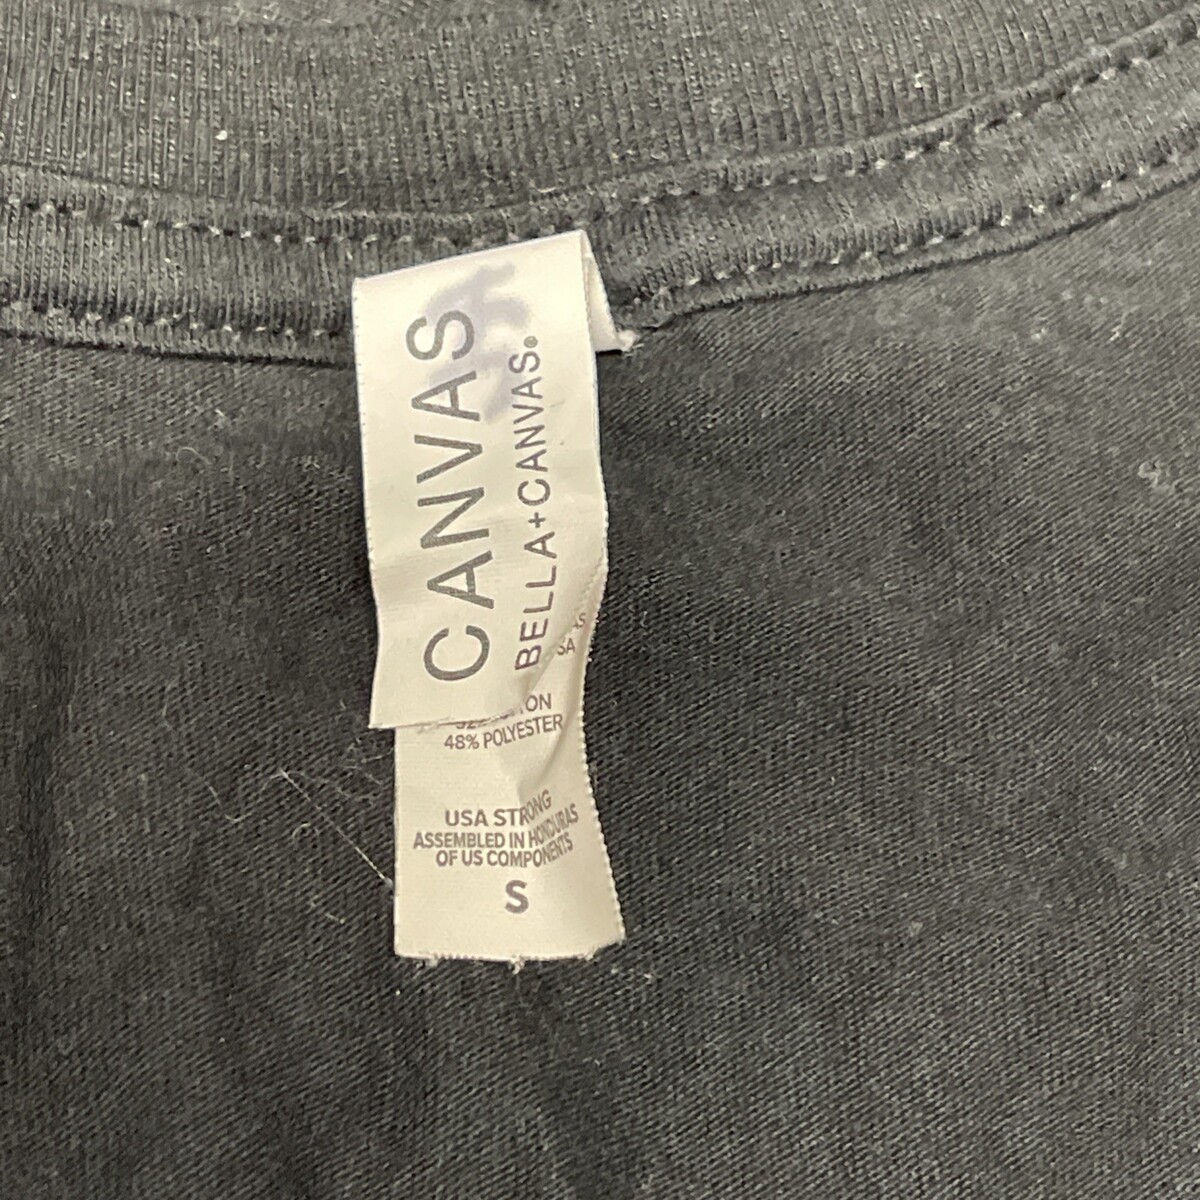 CANVAS
BELLA+CANVAS®
48% POLYESTER
USA STRONG
ASSEMBLED IN HONDURAS
OF US COMPONENTS
S